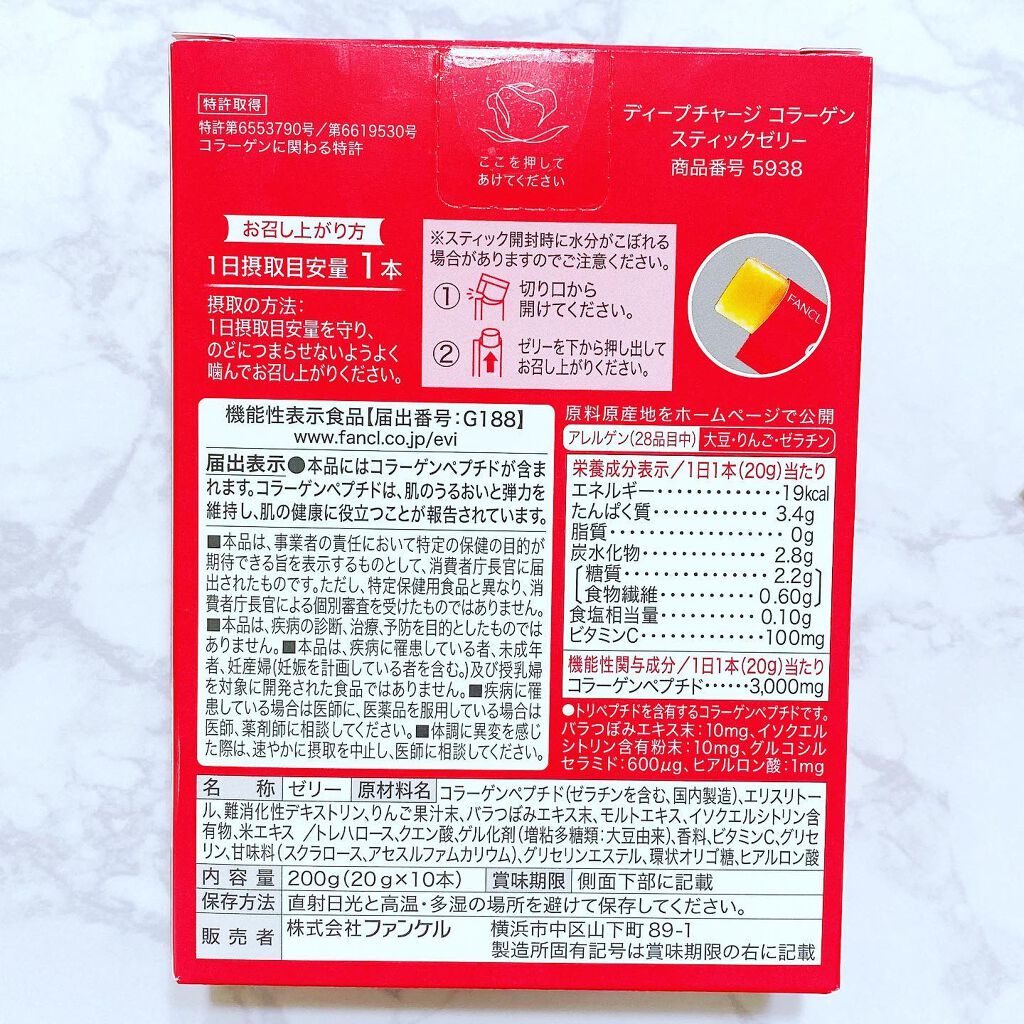 特許取得
特許第6553790号／第6619530号
コラーゲンに関わる特許
ここを押して
あけてください
ディープチャージ コラーゲン
スティックゼリー
商品番号 5938
お召し上がり方
1日摂取目安量 1本
摂取の方法：
1日摂取目安量を守り、
のどにつまらせないようよく
噛んでお召し上がりください。
※スティック開封時に水分がこぼれる
場合がありますのでご注意ください。
① 切り口から
開けてください。
② ゼリーを下から押し出して
お召し上がりください。
FANCL
機能性表示食品【届出番号：G188】
www.fancl.co.jp/evi
届出表示●本品にはコラーゲンペプチドが含ま
れます。コラーゲンペプチドは、肌のうるおいと弾力を
維持し、肌の健康に役立つことが報告されています。
■本品は、事業者の責任において特定の保健の目的が
期待できる旨を表示するものとして、消費者庁長官に届
出されたものです。ただし、特定保健用食品と異なり、消
費者庁長官による個別審査を受けたものではありません。
■本品は、疾病の診断、治療、予防を目的としたものでは
ありません。■本品は、疾病に罹患している者、未成年
者、妊産婦(妊娠を計画している者を含む。)及び授乳婦
を対象に開発された食品ではありません。■疾病に罹
患している場合は医師に、医薬品を服用している場合は
医師、薬剤師に相談してください。■体調に異変を感じ
た際は、速やかに摂取を中止し、医師に相談してください。
原料原産地をホームページで公開
アレルゲン(28品目中) 大豆・りんご・ゼラチン
栄養成分表示／1日1本(20g)当たり
エネルギー・・・・・・・・・・・・・19kcal
たんぱく質・・・・・・・・・・・・ 3.4g
脂質・・・・・・・・・・・・・・・・・・ 0g
炭水化物・・・・・・・・・・・・・ 2.8g
糖質・・・・・・・・・・・・・・・ 2.2g
食物繊維・・・・・・・・・・ 0.60g
食塩相当量・・・・・・・・・・ 0.10g
ビタミンC・・・・・・・・・・・・100mg
機能性関与成分／1日1本(20g)当たり
コラーゲンペプチド・・・・・・3,000mg
●トリペプチドを含有するコラーゲンペプチドです。
バラつぼみエキス末：10mg、イソクエル
シトリン含有粉末：10mg、グルコシル
セラミド：600μg、ヒアルロン酸：1mg
名 称 ゼリー 原材料名 コラーゲンペプチド(ゼラチンを含む、国内製造)、エリスリトー
ル、難消化性デキストリン、りんご果汁末、バラつぼみエキス末、モルトエキス、イソクエルシトリン含
有物、米エキス ／トレハロース、クエン酸、ゲル化剤(増粘多糖類：大豆由来)、香料、ビタミンC、グリセ
リン、甘味料(スクラロース、アセスルファムカリウム)、グリセリンエステル、環状オリゴ糖、ヒアルロン酸
内容量 200g(20g×10本) 賞味期限 側面下部に記載
保存方法 直射日光と高温・多湿の場所を避けて保存してください。
販売者 株式会社ファンケル 横浜市中区山下町89-1
製造所固有記号は賞味期限の右に記載